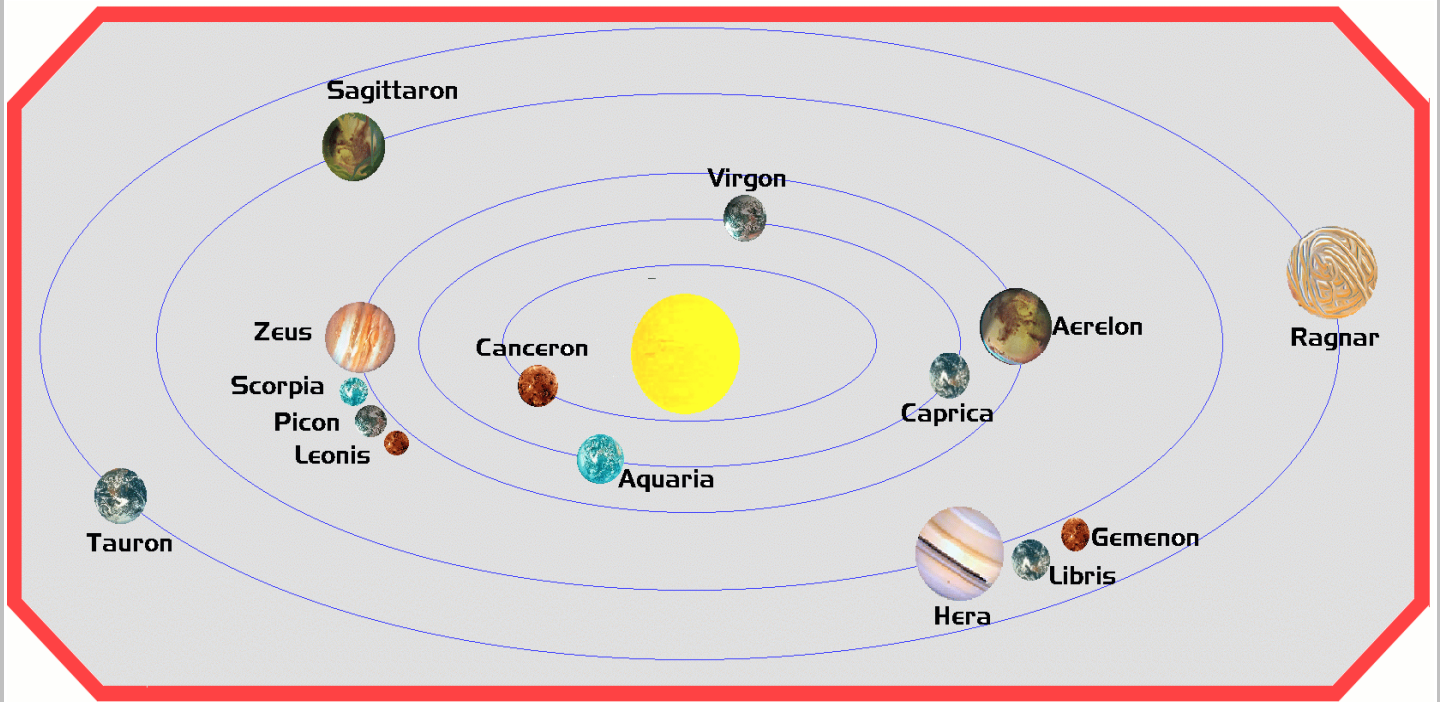 Sagittaron
Virgon
Zeus
Aerelon
Ragnar
Canceron
Scorpia
Caprica
Picon
Leonis
Aquaria
Tauron
Gemenon
Libris
Hera